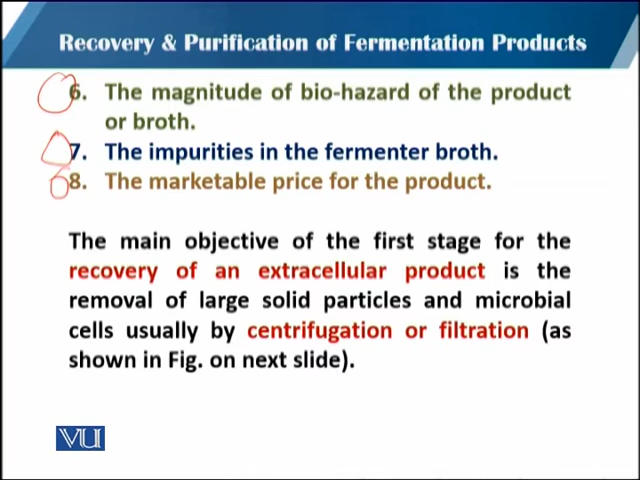 Recovery & Purification of Fermentation Products
6. The magnitude of bio-hazard of the product
or broth.
7. The impurities in the fermenter broth.
8. The marketable price for the product.
The main objective of the first stage for the
recovery of an extracellular product is the
removal of large solid particles and microbial
cells usually by centrifugation or filtration (as
shown in Fig. on next slide).
VU